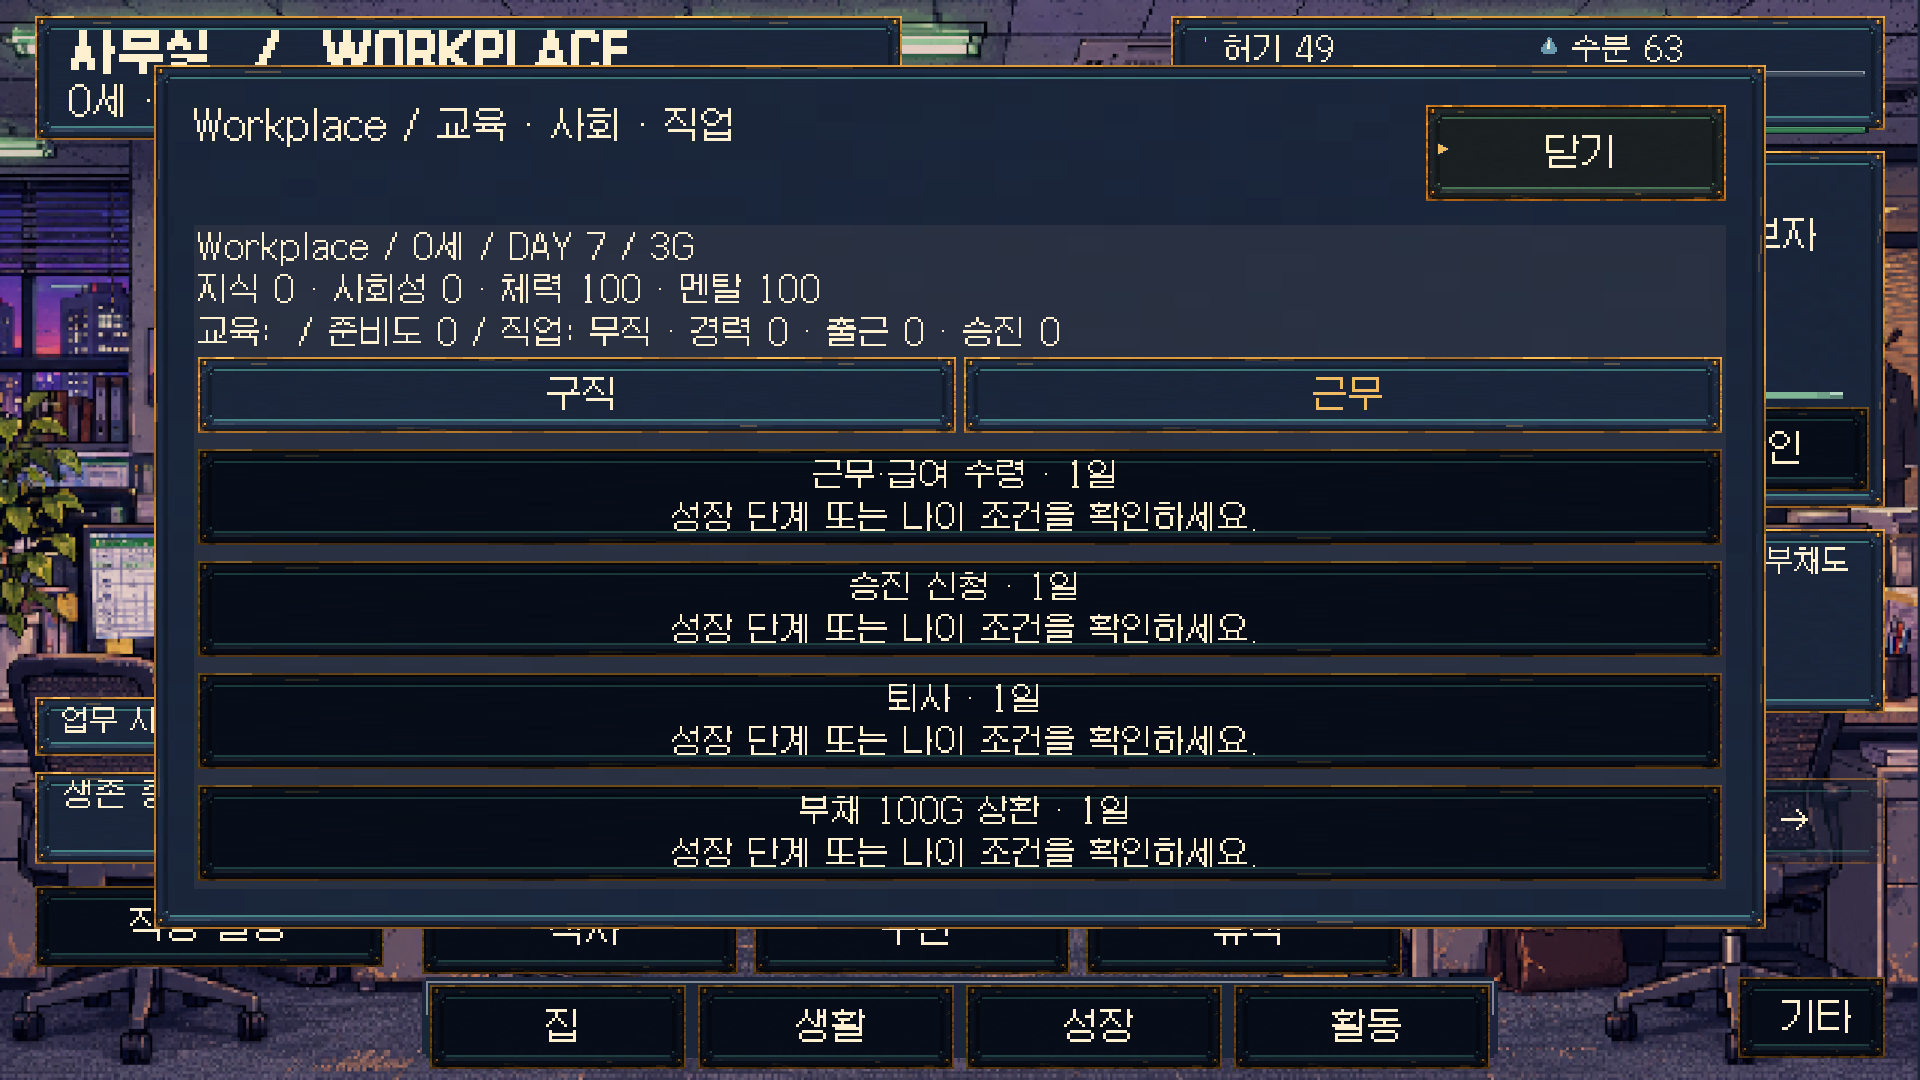 사무실 / WORKPLACE
0세 ·
허기 49
수분 63
Workplace / 교육 · 사회 · 직업
닫기
Workplace / 0세 / DAY 7 / 3G
지식 0 · 사회성 0 · 체력 100 · 멘탈 100
교육: / 준비도 0 / 직업: 무직 · 경력 0 · 출근 0 · 승진 0
구직
근무
근무·급여 수령 · 1일
성장 단계 또는 나이 조건을 확인하세요.
승진 신청 · 1일
성장 단계 또는 나이 조건을 확인하세요.
퇴사 · 1일
성장 단계 또는 나이 조건을 확인하세요.
부채 100G 상환 · 1일
성장 단계 또는 나이 조건을 확인하세요.
인
부채도
업무
생존
→
집
생활
성장
활동
기타